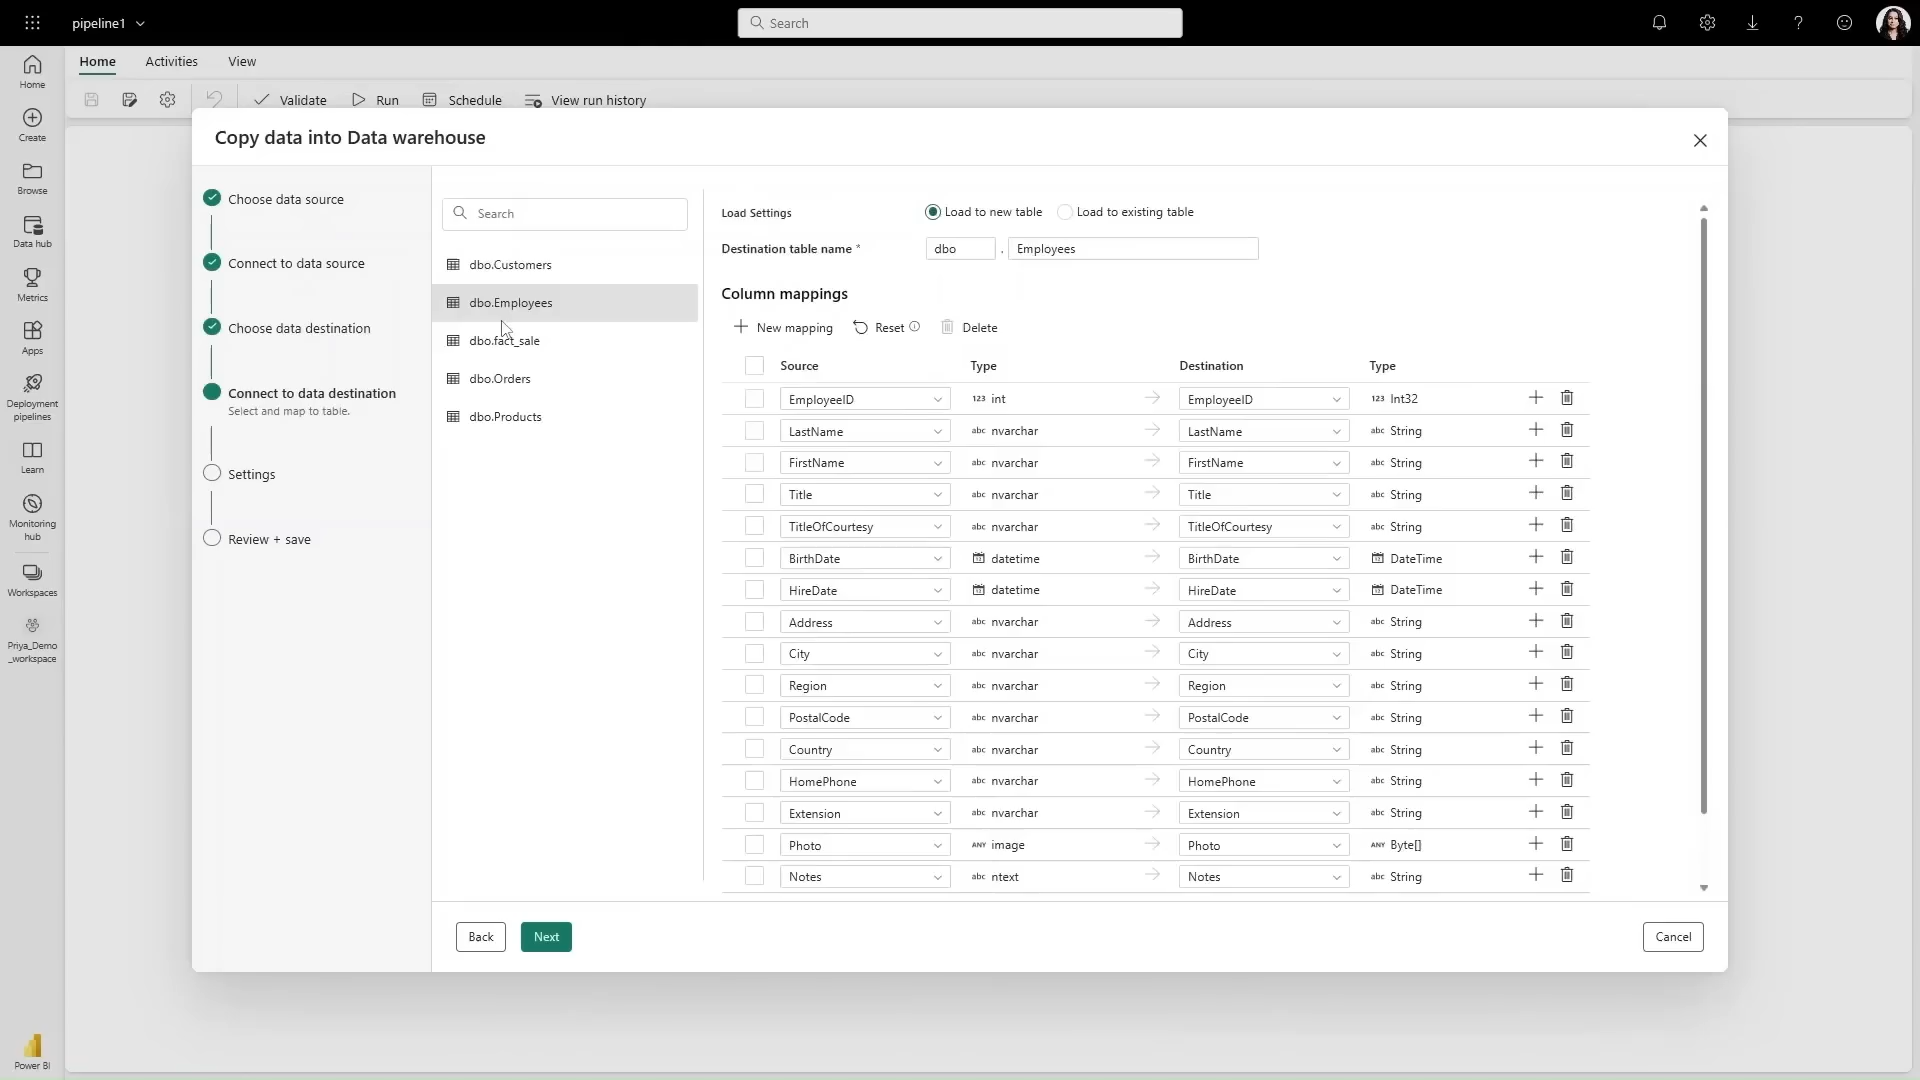 pipeline1
Search
Home Activities View
Validate Run Schedule View run history
Home
Create
Browse
Data hub
Metrics
Apps
Deployment
pipelines
Learn
Monitoring
hub
Workspaces
Priya_Demo
_workspace
Power BI
Copy data into Data warehouse
Choose data source
Connect to data source
Choose data destination
Connect to data destination
Select and map to table.
Settings
Review + save
Search
dbo.Customers
dbo.Employees
dbo.fact_sale
dbo.Orders
dbo.Products
Load Settings Load to new table Load to existing table
Destination table name * dbo . Employees
Column mappings
New mapping Reset Delete
Source Type Destination Type
EmployeeID 123 int EmployeeID 123 Int32
LastName abc nvarchar LastName abc String
FirstName abc nvarchar FirstName abc String
Title abc nvarchar Title abc String
TitleOfCourtesy abc nvarchar TitleOfCourtesy abc String
BirthDate datetime BirthDate DateTime
HireDate datetime HireDate DateTime
Address abc nvarchar Address abc String
City abc nvarchar City abc String
Region abc nvarchar Region abc String
PostalCode abc nvarchar PostalCode abc String
Country abc nvarchar Country abc String
HomePhone abc nvarchar HomePhone abc String
Extension abc nvarchar Extension abc String
Photo ANY image Photo ANY Byte[]
Notes abc ntext Notes abc String
Back Next Cancel